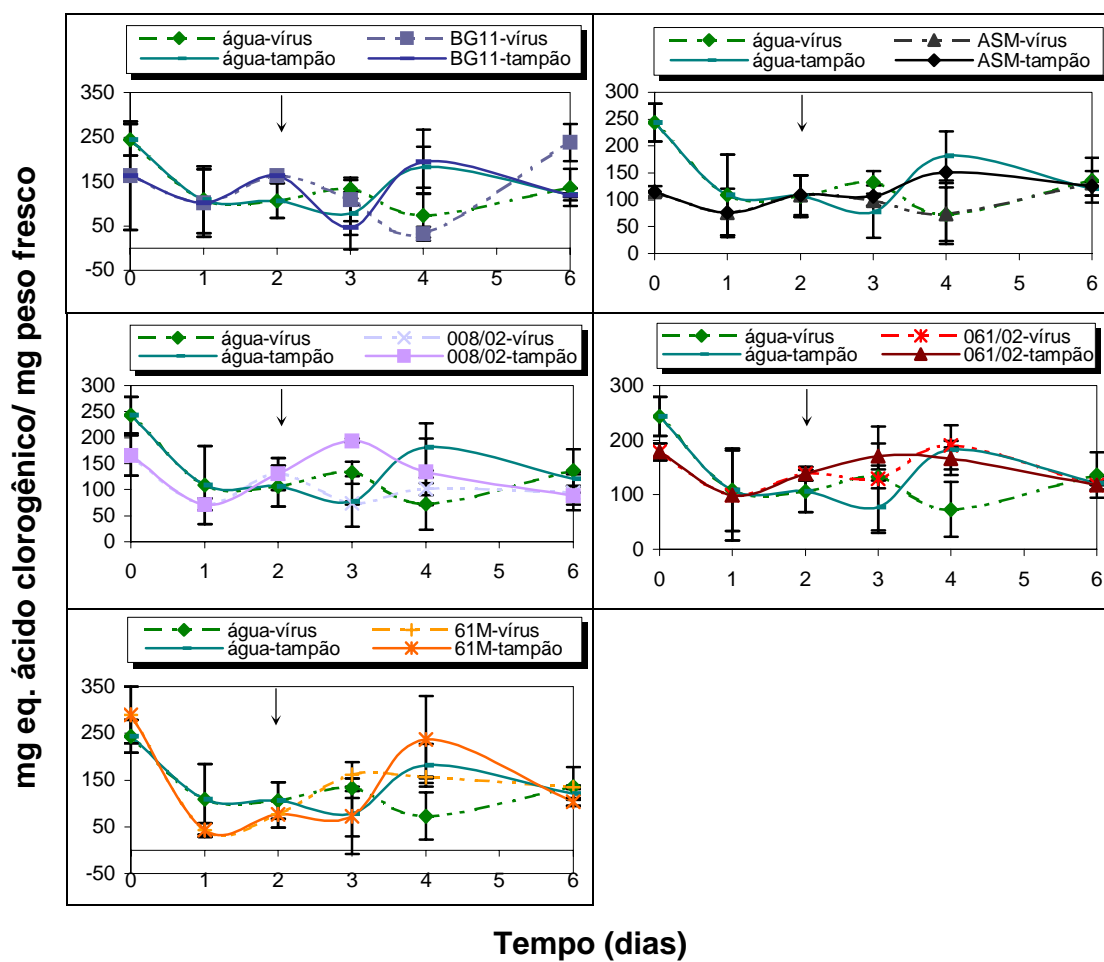 mg eq. ácido clorogênico/ mg peso fresco
água-vírus BG11-vírus
água-tampão BG11-tampão
350
250
150
50
-50
0 1 2 3 4 5 6
água-vírus ASM-vírus
água-tampão ASM-tampão
300
250
200
150
100
50
0
0 1 2 3 4 5 6
água-vírus 008/02-vírus
água-tampão 008/02-tampão
300
250
200
150
100
50
0
0 1 2 3 4 5 6
água-vírus 061/02-vírus
água-tampão 061/02-tampão
300
200
100
0
0 1 2 3 4 5 6
água-vírus 61M-vírus
água-tampão 61M-tampão
350
250
150
50
-50
0 1 2 3 4 5 6
Tempo (dias)